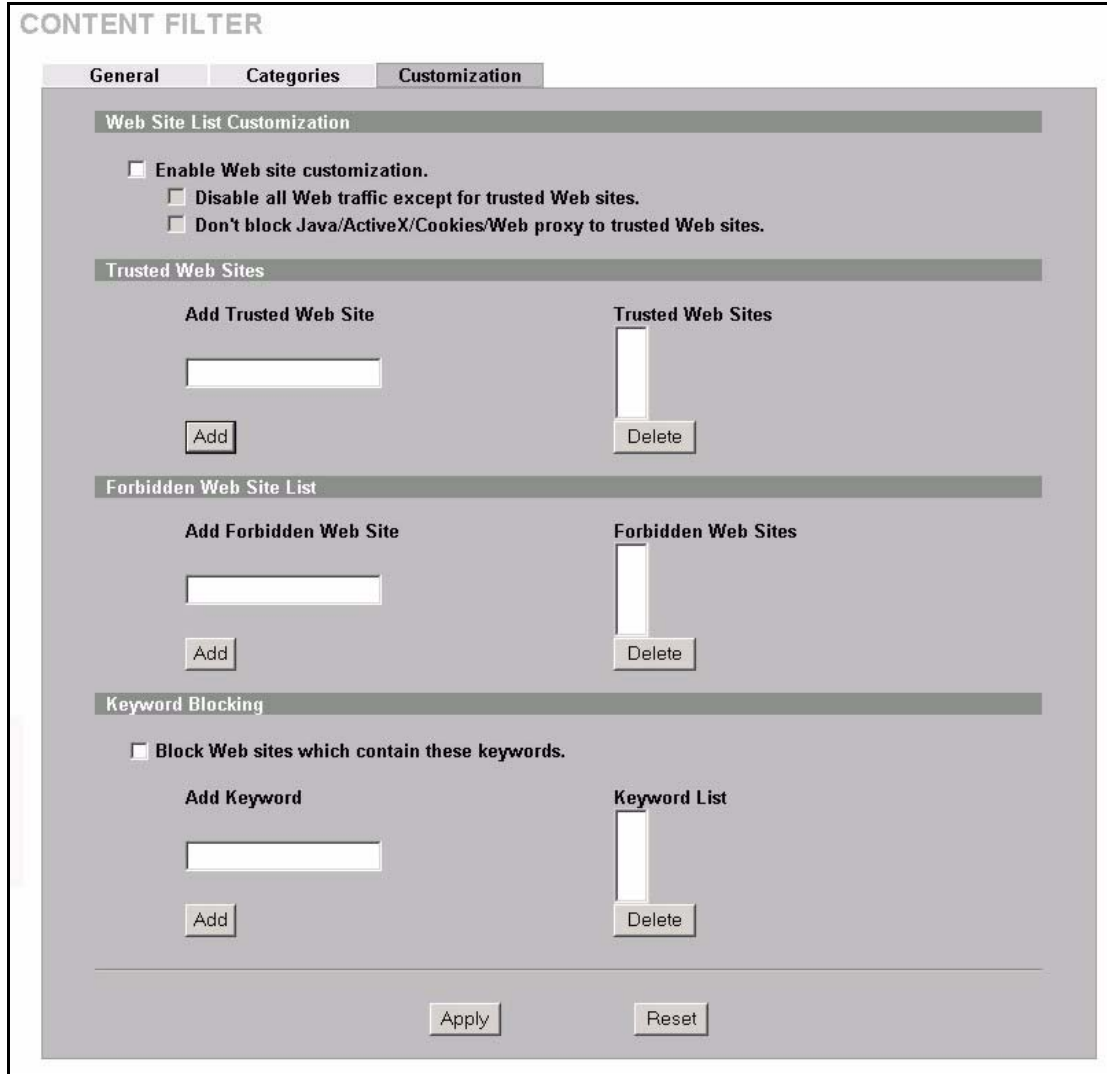 CONTENT FILTER
General Categories Customization
Web Site List Customization
Enable Web site customization.
Disable all Web traffic except for trusted Web sites.
Don't block Java/ActiveX/Cookies/Web proxy to trusted Web sites.
Trusted Web Sites
Add Trusted Web Site Trusted Web Sites
Add Delete
Forbidden Web Site List
Add Forbidden Web Site Forbidden Web Sites
Add Delete
Keyword Blocking
Block Web sites which contain these keywords.
Add Keyword Keyword List
Add Delete
Apply Reset